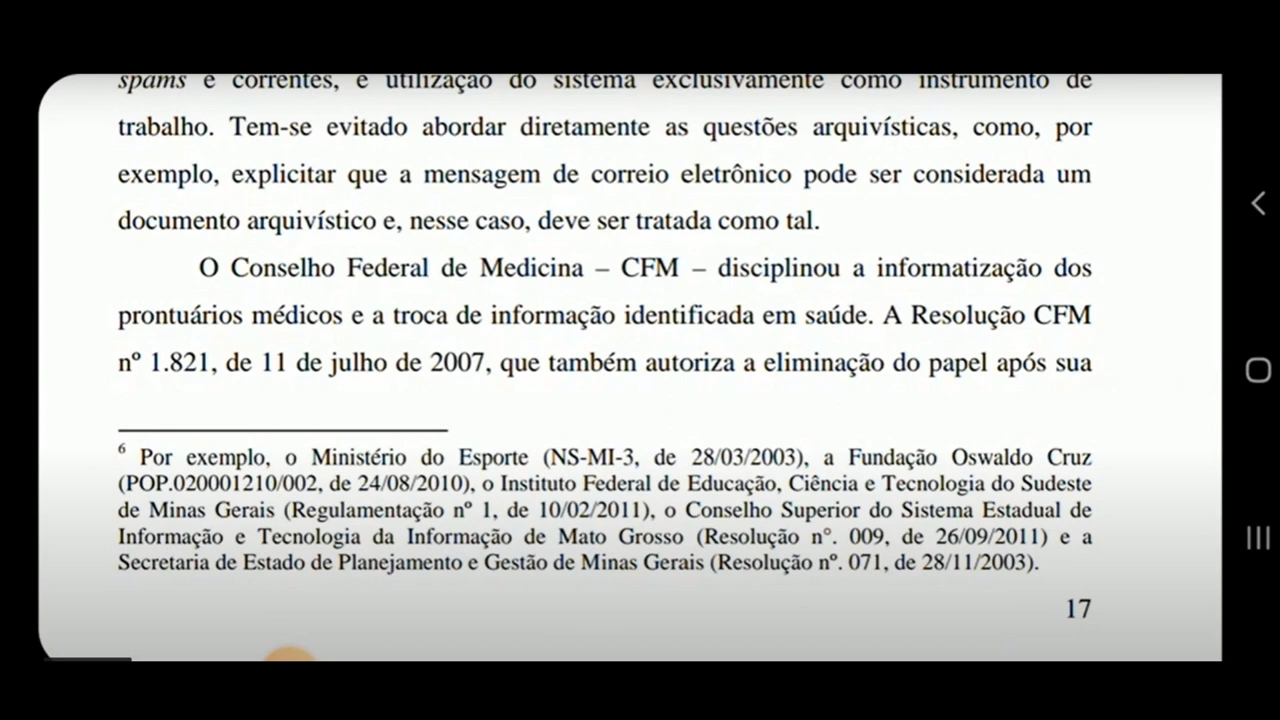 spams e correntes, e utilização do sistema exclusivamente como instrumento de
trabalho. Tem-se evitado abordar diretamente as questões arquivísticas, como, por
exemplo, explicitar que a mensagem de correio eletrônico pode ser considerada um
documento arquivístico e, nesse caso, deve ser tratada como tal.
O Conselho Federal de Medicina – CFM – disciplinou a informatização dos
prontuários médicos e a troca de informação identificada em saúde. A Resolução CFM
nº 1.821, de 11 de julho de 2007, que também autoriza a eliminação do papel após sua
6 Por exemplo, o Ministério do Esporte (NS-MI-3, de 28/03/2003), a Fundação Oswaldo Cruz
(POP.020001210/002, de 24/08/2010), o Instituto Federal de Educação, Ciência e Tecnologia do Sudeste
de Minas Gerais (Regulamentação nº 1, de 10/02/2011), o Conselho Superior do Sistema Estadual de
Informação e Tecnologia da Informação de Mato Grosso (Resolução n°. 009, de 26/09/2011) e a
Secretaria de Estado de Planejamento e Gestão de Minas Gerais (Resolução nº. 071, de 28/11/2003).
17